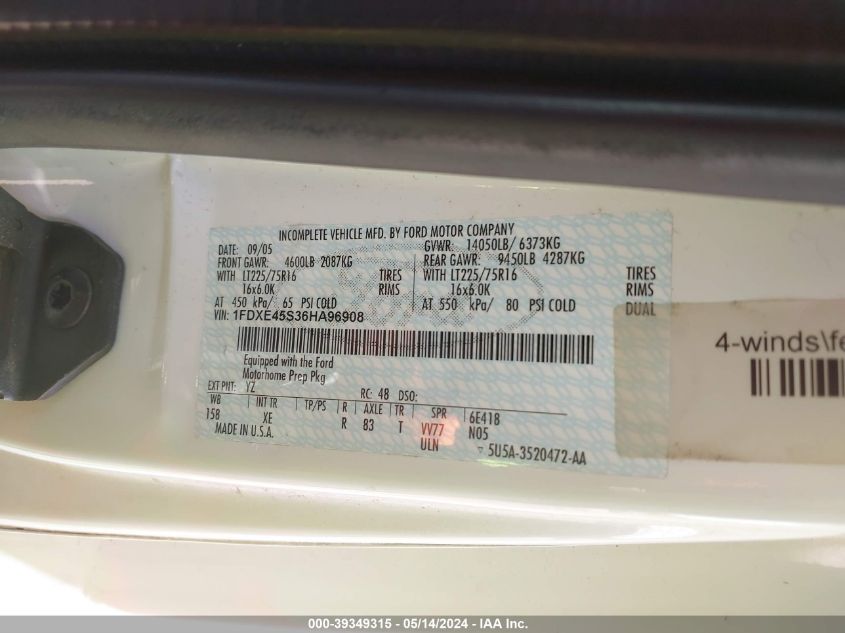 INCOMPLETE VEHICLE MFD. BY FORD MOTOR COMPANY
DATE: 09/05 GVWR: 14050LB/ 6373KG
FRONT GAWR: 4600LB 2087KG REAR GAWR: 9450LB 4287KG
WITH LT225/75R16 TIRES WITH LT225/75R16 TIRES
16x6.0K RIMS 16x6.0K RIMS
AT 450 kPa/ 65 PSI COLD AT 550 kPa/ 80 PSI COLD DUAL
VIN: 1FDXE45S36HA96908
Equipped with the Ford
Motorhome Prep Pkg
EXT PNT: YZ RC: 48 DSO:
WB INT TR TP/PS R AXLE TR SPR 6E418
158 XE R 83 T VV77 N05
MADE IN U.S.A. ULN 5U5A-3520472-AA
4-winds\fe
000-39349315 - 05/14/2024 - IAA Inc.